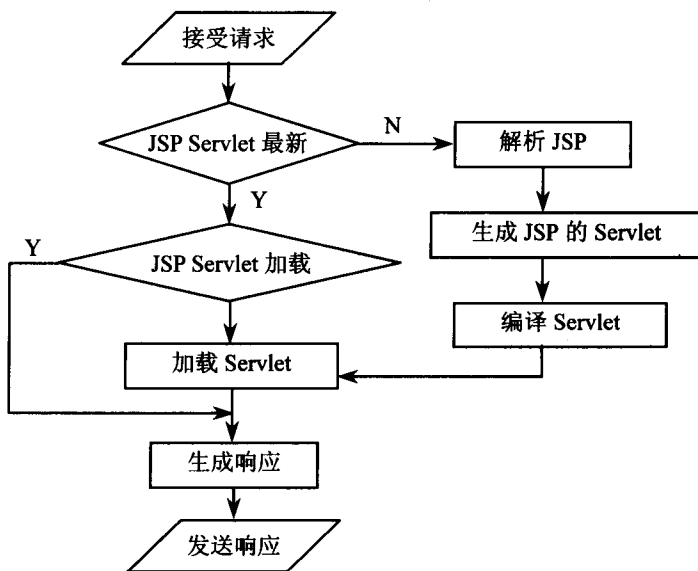 接受请求
JSP Servlet 最新
N
解析 JSP
Y
生成 JSP 的 Servlet
Y
JSP Servlet 加载
编译 Servlet
加载 Servlet
生成响应
发送响应